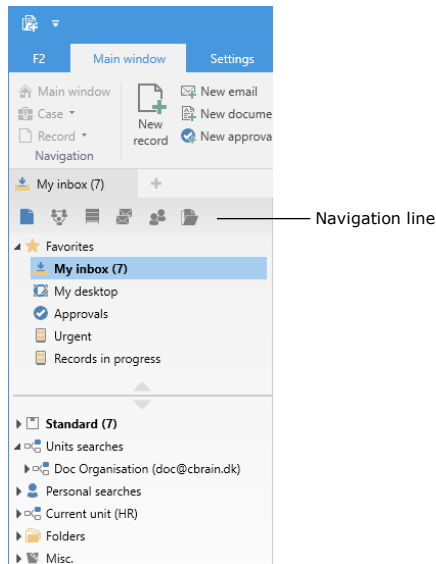 F2 Main window Settings
Main window
Case
Record
Navigation
New
record
New email
New docume
New approva
My inbox (7) +
Navigation line
Favorites
My inbox (7)
My desktop
Approvals
Urgent
Records in progress
Standard (7)
Units searches
Doc Organisation (doc@cbrain.dk)
Personal searches
Current unit (HR)
Folders
Misc.